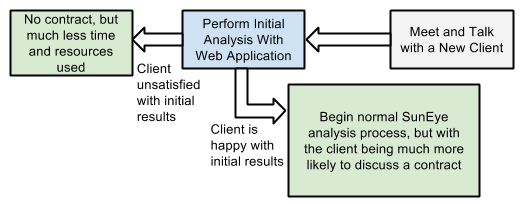 No contract, but
much less time
and resources
used
Perform Initial
Analysis With
Web Application
Meet and Talk
with a New Client
Client
unsatisfied
with initial
results
Client is
happy with
initial results
Begin normal SunEye
analysis process, but with
the client being much more
likely to discuss a contract